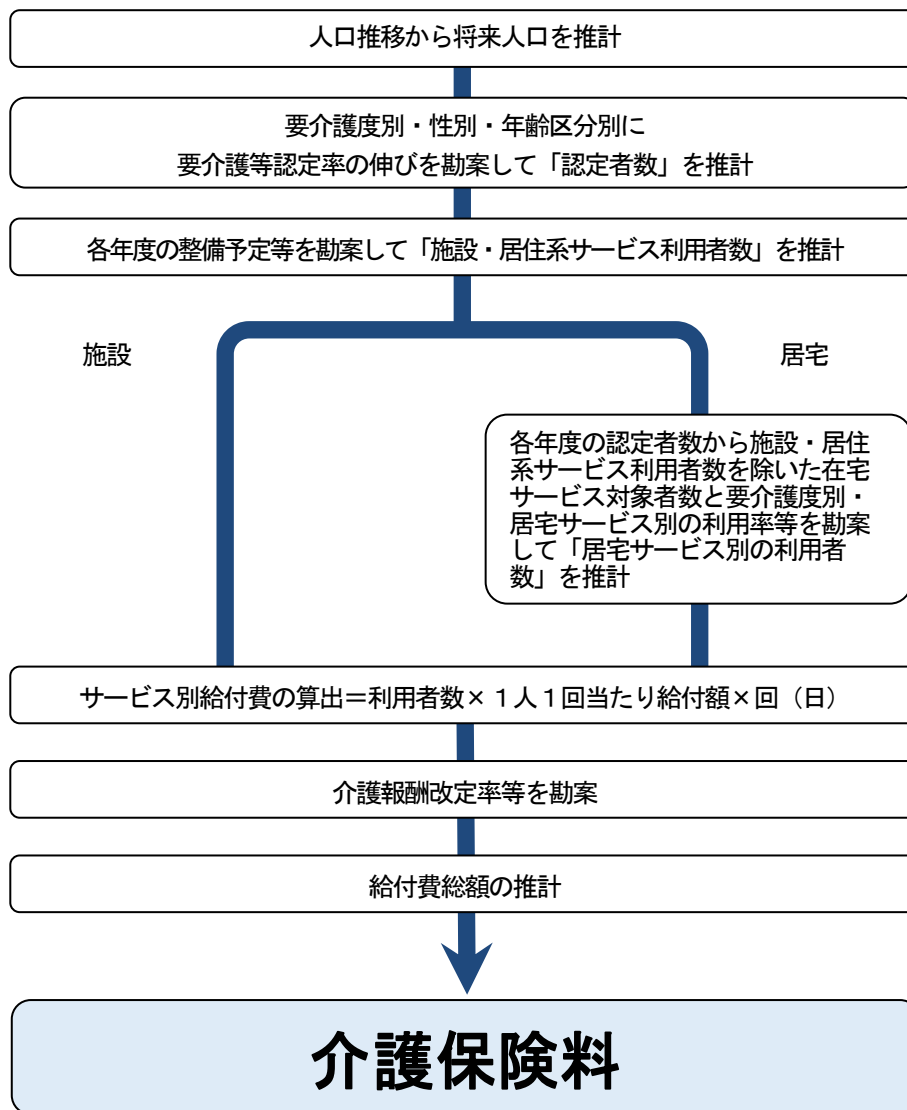 人口推移から将来人口を推計
要介護度別・性別・年齢区分別に
要介護等認定率の伸びを勘案して「認定者数」を推計
各年度の整備予定等を勘案して「施設・居住系サービス利用者数」を推計
施設
居宅
各年度の認定者数から施設・居住
系サービス利用者数を除いた在宅
サービス対象者数と要介護度別・
居宅サービス別の利用率等を勘案
して「居宅サービス別の利用者
数」を推計
サービス別給付費の算出＝利用者数×１人１回当たり給付額×回（日）
介護報酬改定率等を勘案
給付費総額の推計
介護保険料